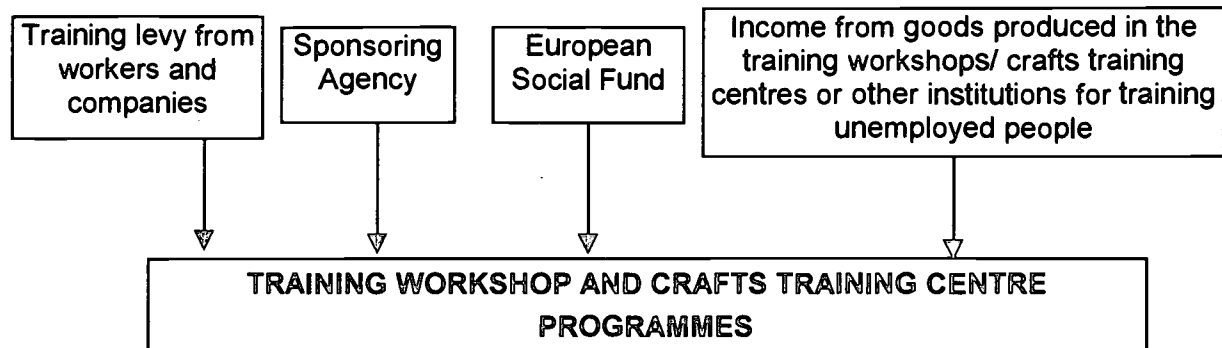 Training levy from
workers and
companies
Sponsoring
Agency
European
Social Fund
Income from goods produced in the
training workshops/ crafts training
centres or other institutions for training
unemployed people
TRAINING WORKSHOP AND CRAFTS TRAINING CENTRE
PROGRAMMES